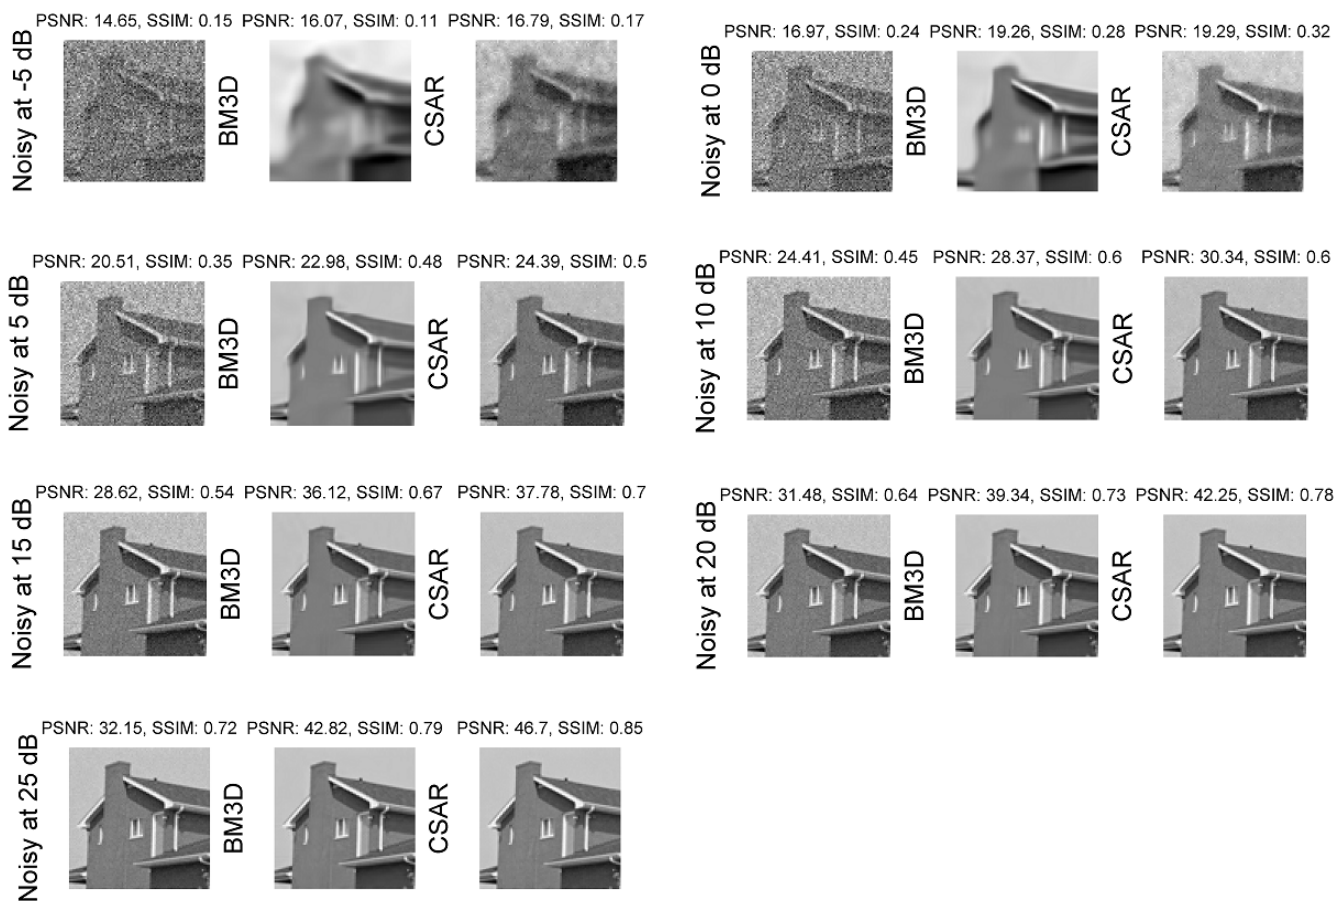 PSNR: 14.65, SSIM: 0.15 PSNR: 16.07, SSIM: 0.11 PSNR: 16.79, SSIM: 0.17
Noisy at -5 dB
BM3D
CSAR
PSNR: 16.97, SSIM: 0.24 PSNR: 19.26, SSIM: 0.28 PSNR: 19.29, SSIM: 0.32
Noisy at 0 dB
BM3D
CSAR
PSNR: 20.51, SSIM: 0.35 PSNR: 22.98, SSIM: 0.48 PSNR: 24.39, SSIM: 0.5
Noisy at 5 dB
BM3D
CSAR
PSNR: 24.41, SSIM: 0.45 PSNR: 28.37, SSIM: 0.6 PSNR: 30.34, SSIM: 0.6
Noisy at 10 dB
BM3D
CSAR
PSNR: 28.62, SSIM: 0.54 PSNR: 36.12, SSIM: 0.67 PSNR: 37.78, SSIM: 0.7
Noisy at 15 dB
BM3D
CSAR
PSNR: 31.48, SSIM: 0.64 PSNR: 39.34, SSIM: 0.73 PSNR: 42.25, SSIM: 0.78
Noisy at 20 dB
BM3D
CSAR
PSNR: 32.15, SSIM: 0.72 PSNR: 42.82, SSIM: 0.79 PSNR: 46.7, SSIM: 0.85
Noisy at 25 dB
BM3D
CSAR